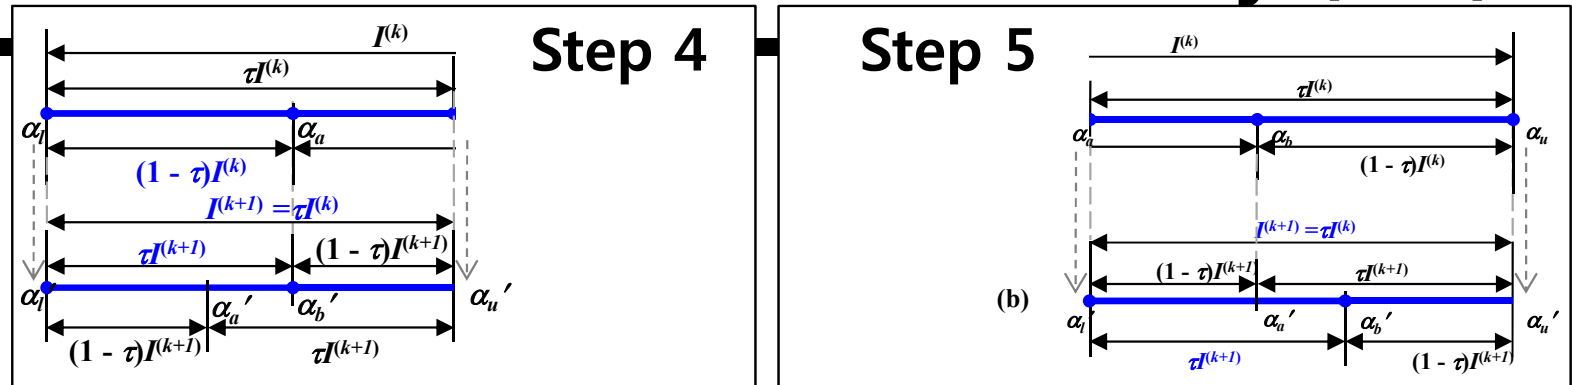 Step 4
I(k)
τI(k)
αl
αa
(1 - τ)I(k)
I(k+1) =τI(k)
τI(k+1)
(1 - τ)I(k+1)
αl′
αa′
αb′
αu′
(1 - τ)I(k+1)
τI(k+1)
Step 5
I(k)
τI(k)
αa
αb
αu
(1 - τ)I(k)
I(k+1) =τI(k)
(1 - τ)I(k+1)
τI(k+1)
(b)
αl′
αa′
αb′
αu′
τI(k+1)
(1 - τ)I(k+1)